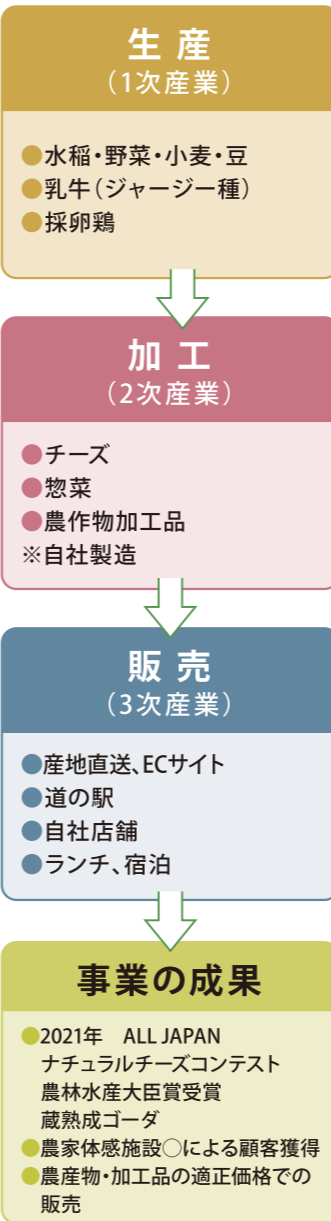 生産
（1次産業）
●水稲・野菜・小麦・豆
●乳牛（ジャージー種）
●採卵鶏
加工
（2次産業）
●チーズ
●惣菜
●農作物加工品
※自社製造
販売
（3次産業）
●産地直送、ECサイト
●道の駅
●自社店舗
●ランチ、宿泊
事業の成果
●2021年　ALL JAPAN
ナチュラルチーズコンテスト
農林水産大臣賞受賞
蔵熟成ゴーダ
●農家体感施設○による顧客獲得
●農産物・加工品の適正価格での
販売